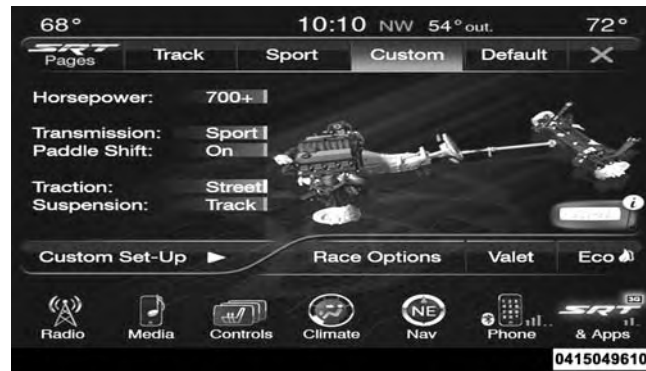 68° 10:10 NW 54° out. 72°
SRT Pages Track Sport Custom Default X
Horsepower: 700+
Transmission: Sport
Paddle Shift: On
Traction: Street
Suspension: Track
i
Custom Set-Up Race Options Valet Eco
NE 3G SRT
Radio Media Controls Climate Nav Phone & Apps
0415049610